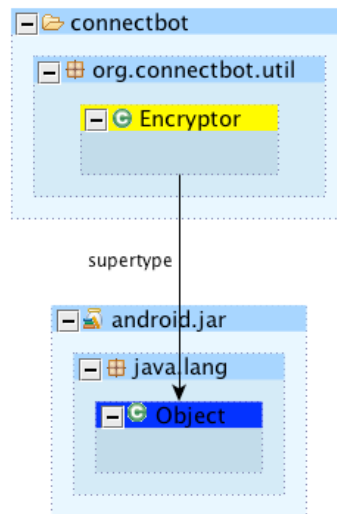 connectbot
org.connectbot.util
Encryptor
supertype
android.jar
java.lang
Object